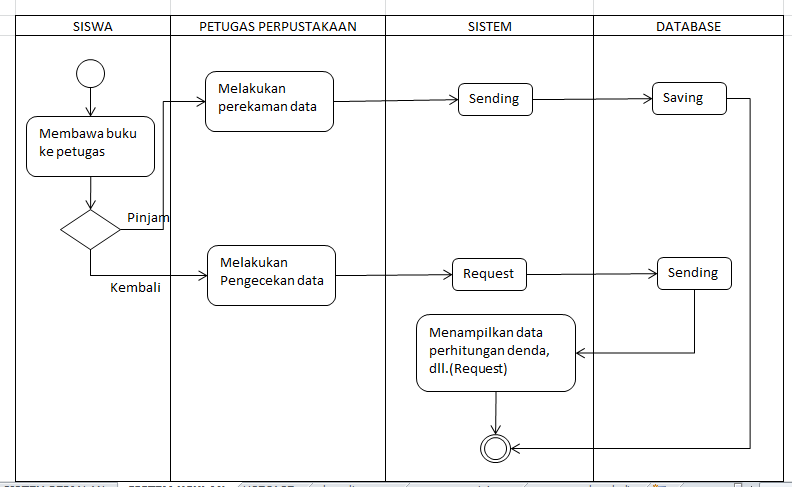 SISWA
PETUGAS PERPUSTAKAAN
SISTEM
DATABASE
Melakukan
perekaman data
Sending
Saving
Membawa buku
ke petugas
Pinjam
Melakukan
Pengecekan data
Request
Sending
Kembali
Menampilkan data
perhitungan denda,
dll.(Request)